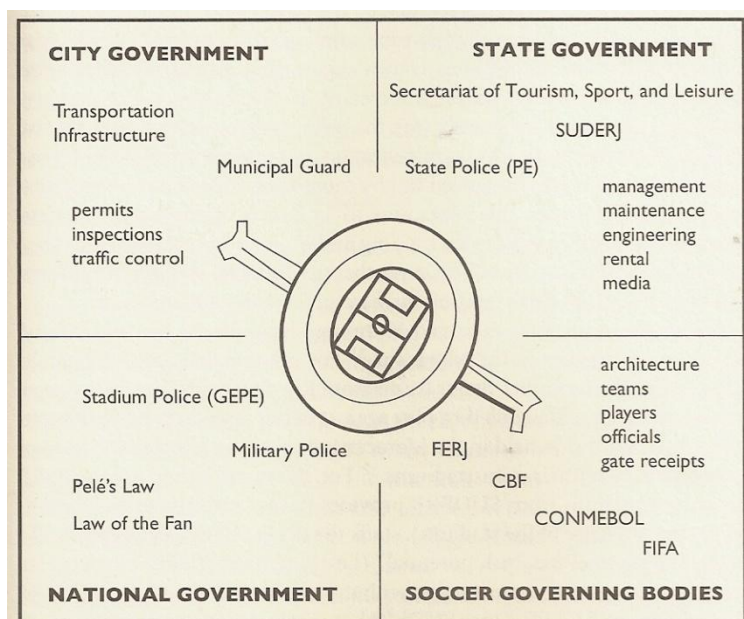 CITY GOVERNMENT
Transportation
Infrastructure
Municipal Guard
permits
inspections
traffic control
STATE GOVERNMENT
Secretariat of Tourism, Sport, and Leisure
SUDERJ
State Police (PE)
management
maintenance
engineering
rental
media
Stadium Police (GEPE)
Military Police
Pelé's Law
Law of the Fan
NATIONAL GOVERNMENT
architecture
teams
players
officials
gate receipts
FERJ
CBF
CONMEBOL
FIFA
SOCCER GOVERNING BODIES